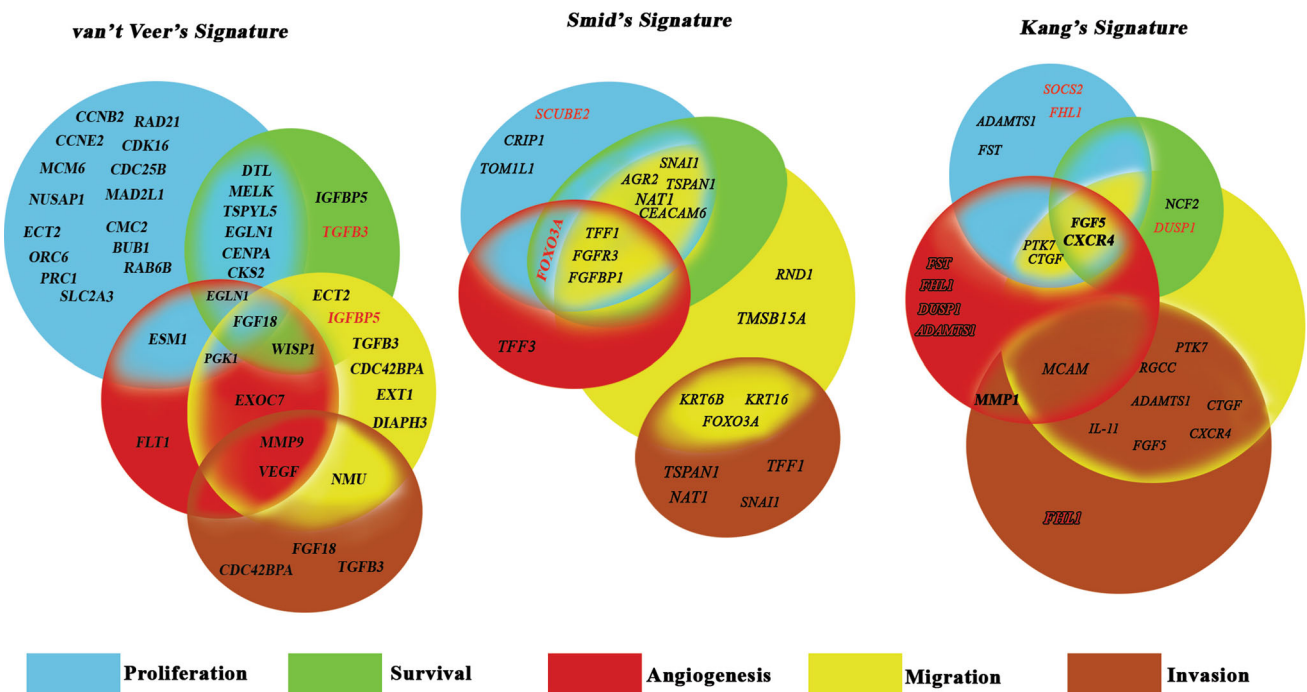 van't Veer's Signature
CCNB2
RAD21
CCNE2
CDK16
MCM6
CDC25B
NUSAP1
MAD2L1
ECT2
CMC2
BUB1
ORC6
RAB6B
PRC1
SLC2A3
DTL
MELK
TSPYL5
EGLN1
CENPA
CKS2
IGFBP5
TGFB3
EGLN1
FGF18
WISP1
ESM1
PGK1
ECT2
IGFBP5
TGFB3
CDC42BPA
EXT1
DIAPH3
EXOC7
FLT1
MMP9
VEGF
NMU
FGF18
CDC42BPA
TGFB3
Smid's Signature
SCUBE2
CRIP1
TOM1L1
SNAI1
AGR2
TSPAN1
NAT1
CEACAM6
FOXO3A
TFF1
FGFR3
FGFBP1
TFF3
RND1
TMSB15A
KRT6B
KRT16
FOXO3A
TSPAN1
TFF1
NAT1
SNAI1
Kang's Signature
SOCS2
FHL1
ADAMTS1
FST
NCF2
DUSP1
FGF5
CXCR4
PTK7
CTGF
FST
FHL1
DUSP1
ADAMTS1
MCAM
MMP1
PTK7
RGCC
ADAMTS1
CTGF
IL-11
CXCR4
FGF5
FHL1
Proliferation
Survival
Angiogenesis
Migration
Invasion